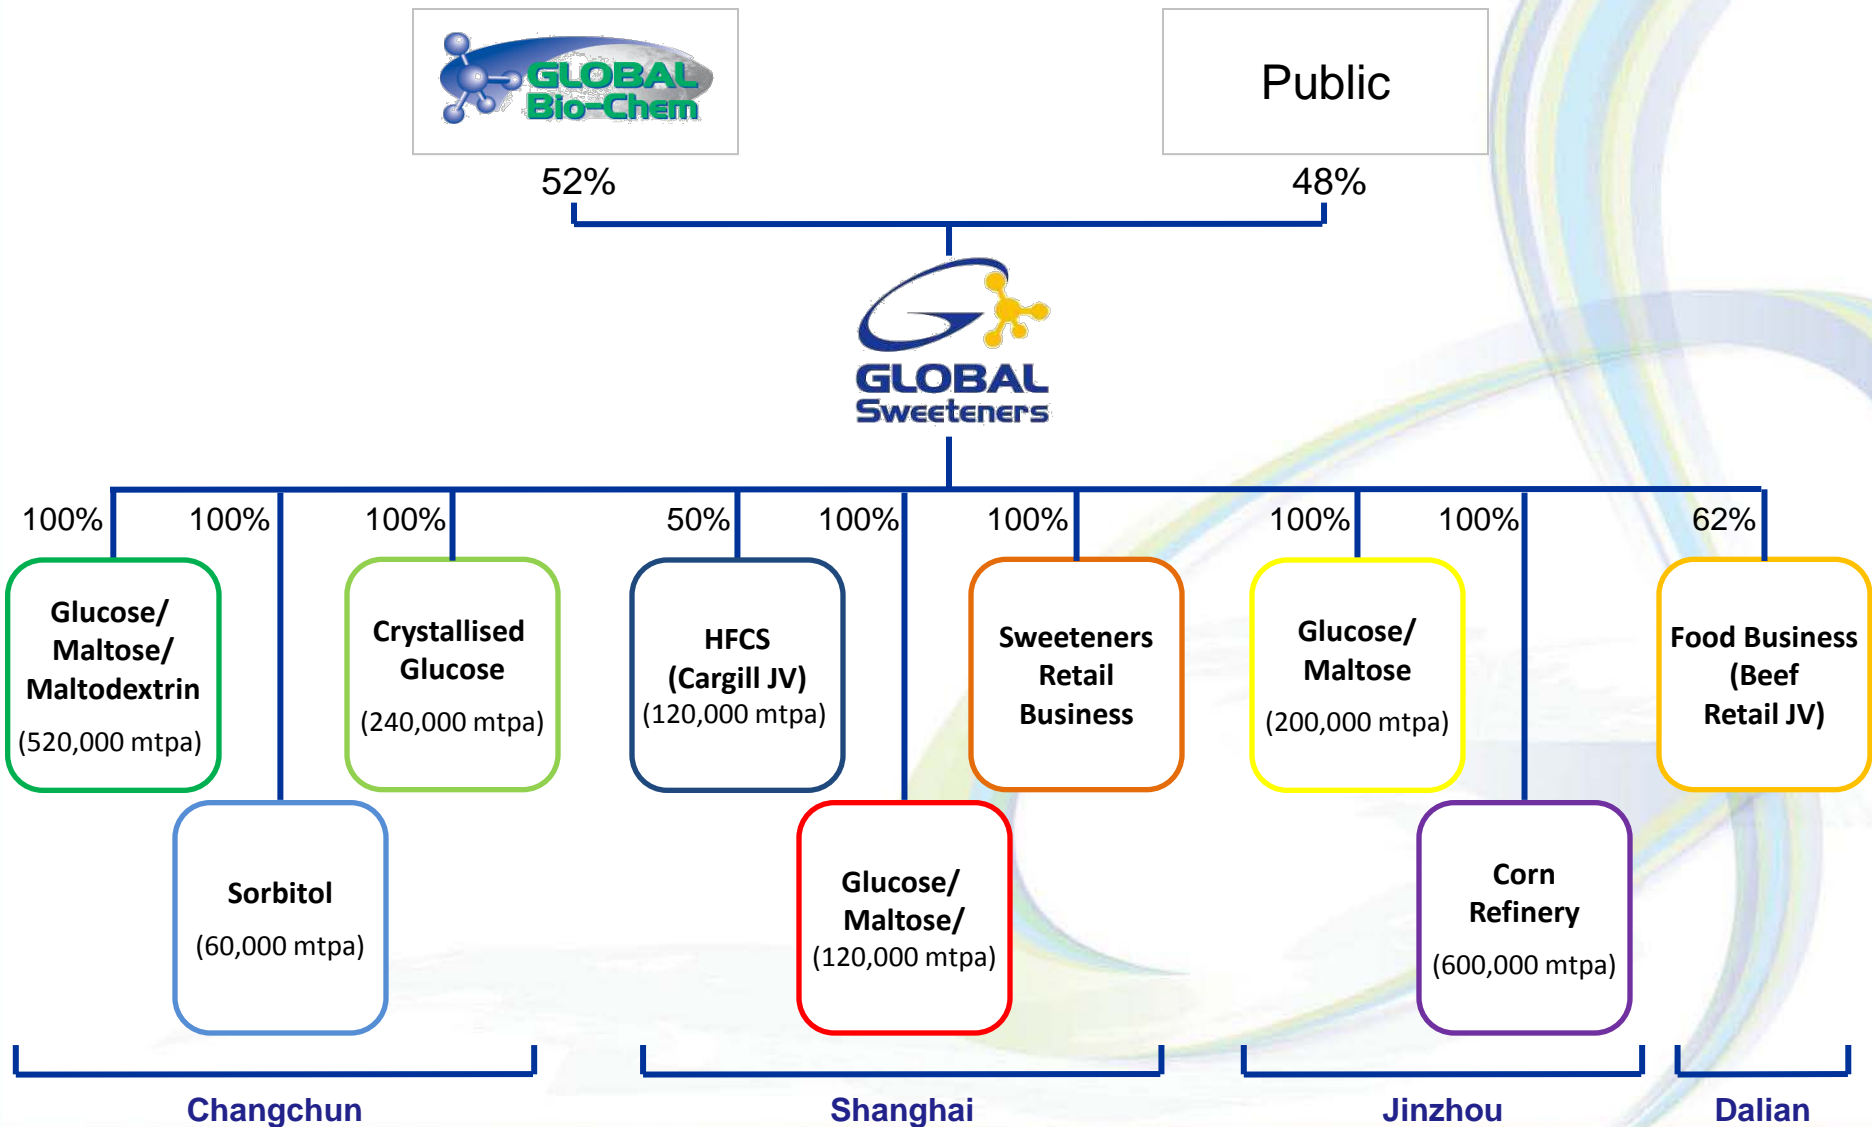 GLOBAL
Bio-Chem
Public
52%
48%
GLOBAL
Sweeteners
100%
100%
100%
50%
100%
100%
100%
100%
62%
Glucose/
Maltose/
Maltodextrin
(520,000 mtpa)
Sorbitol
(60,000 mtpa)
Crystallised
Glucose
(240,000 mtpa)
HFCS
(Cargill JV)
(120,000 mtpa)
Glucose/
Maltose/
(120,000 mtpa)
Sweeteners
Retail
Business
Glucose/
Maltose
(200,000 mtpa)
Corn
Refinery
(600,000 mtpa)
Food Business
(Beef
Retail JV)
Changchun
Shanghai
Jinzhou
Dalian